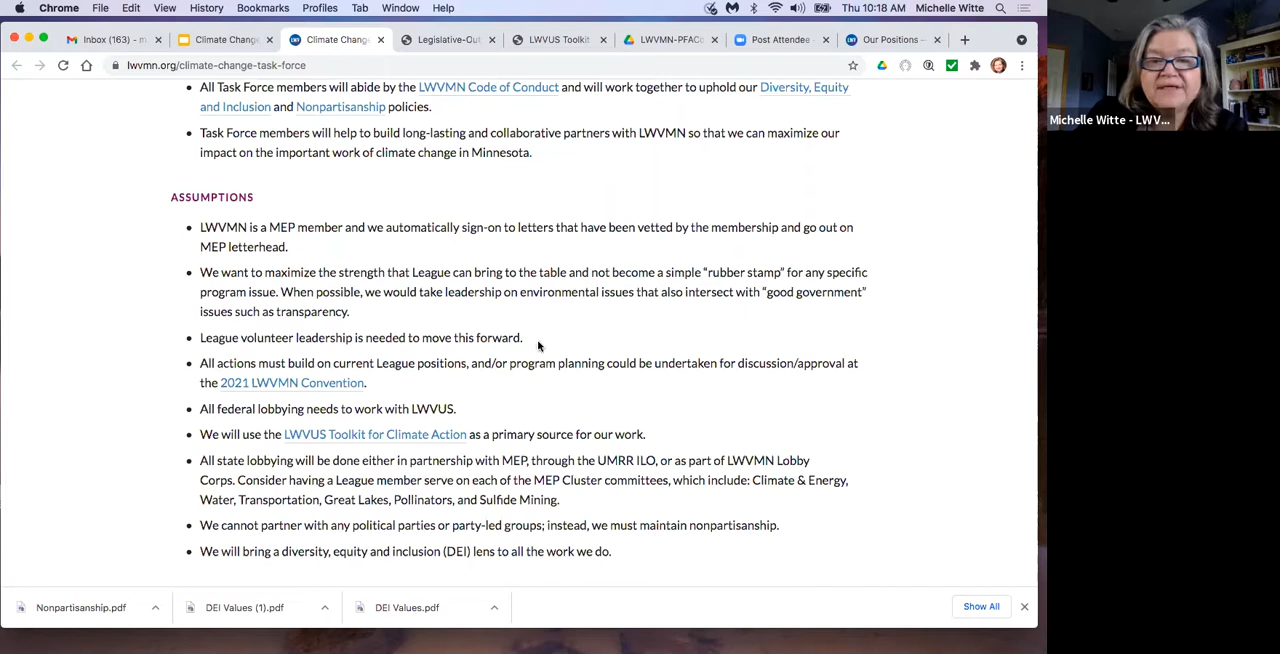 Chrome File Edit View History Bookmarks Profiles Tab Window Help Thu 10:18 AM Michelle Witte
Inbox (163) – m Climate Chang Climate Chang Legislative-Out LWVUS Toolkit LWVMN-PFACo Post Attendee – Our Positions –
lwvmn.org/climate-change-task-force
Michelle Witte - LWV...
• All Task Force members will abide by the LWVMN Code of Conduct and will work together to uphold our Diversity, Equity
and Inclusion and Nonpartisanship policies.
• Task Force members will help to build long-lasting and collaborative partners with LWVMN so that we can maximize our
impact on the important work of climate change in Minnesota.
ASSUMPTIONS
• LWVMN is a MEP member and we automatically sign-on to letters that have been vetted by the membership and go out on
MEP letterhead.
• We want to maximize the strength that League can bring to the table and not become a simple “rubber stamp” for any specific
program issue. When possible, we would take leadership on environmental issues that also intersect with “good government”
issues such as transparency.
• League volunteer leadership is needed to move this forward.
• All actions must build on current League positions, and/or program planning could be undertaken for discussion/approval at
the 2021 LWVMN Convention.
• All federal lobbying needs to work with LWVUS.
• We will use the LWVUS Toolkit for Climate Action as a primary source for our work.
• All state lobbying will be done either in partnership with MEP, through the UMRR ILO, or as part of LWVMN Lobby
Corps. Consider having a League member serve on each of the MEP Cluster committees, which include: Climate & Energy,
Water, Transportation, Great Lakes, Pollinators, and Sulfide Mining.
• We cannot partner with any political parties or party-led groups; instead, we must maintain nonpartisanship.
• We will bring a diversity, equity and inclusion (DEI) lens to all the work we do.
Nonpartisanship.pdf DEI Values (1).pdf DEI Values.pdf Show All